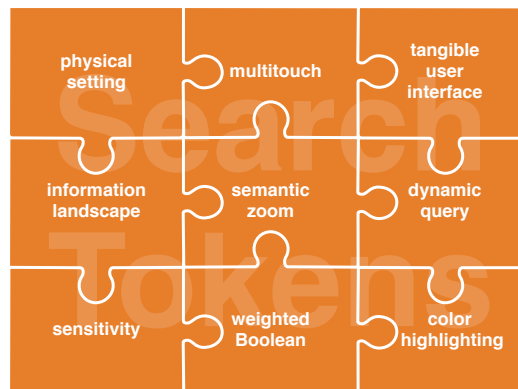 physical
setting
multitouch
tangible
user
interface
Search
information
landscape
semantic
zoom
dynamic
query
Tokens
sensitivity
weighted
Boolean
color
highlighting